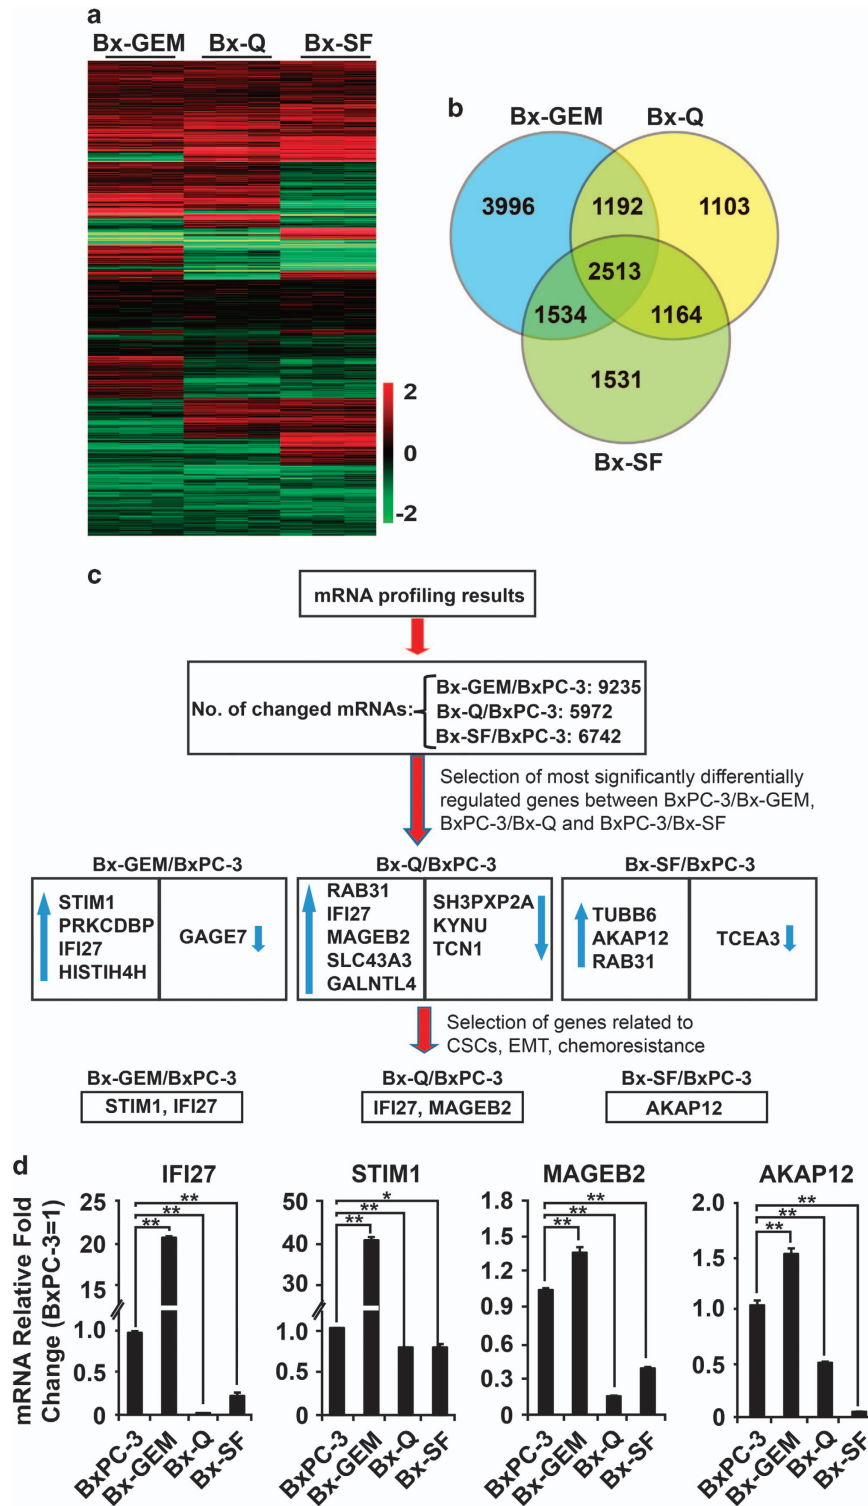 a
Bx-GEM Bx-Q Bx-SF
2
0
-2
b
Bx-GEM Bx-Q
3996 1192 1103
2513
1534 1164
1531
Bx-SF
c
mRNA profiling results
No. of changed mRNAs:
Bx-GEM/BxPC-3: 9235
Bx-Q/BxPC-3: 5972
Bx-SF/BxPC-3: 6742
Selection of most significantly differentially
regulated genes between BxPC-3/Bx-GEM,
BxPC-3/Bx-Q and BxPC-3/Bx-SF
Bx-GEM/BxPC-3
STIM1
PRKCDBP
IFI27
HISTIH4H
GAGE7
Bx-Q/BxPC-3
RAB31
IFI27
MAGEB2
SLC43A3
GALNTL4
SH3PXP2A
KYNU
TCN1
Bx-SF/BxPC-3
TUBB6
AKAP12
RAB31
TCEA3
Selection of genes related to
CSCs, EMT, chemoresistance
Bx-GEM/BxPC-3
STIM1, IFI27
Bx-Q/BxPC-3
IFI27, MAGEB2
Bx-SF/BxPC-3
AKAP12
d
mRNA Relative Fold
Change (BxPC-3=1)
IFI27
25
20
15
1.0
0.5
0
**
**
**
BxPC-3
Bx-GEM
Bx-Q
Bx-SF
STIM1
50
40
30
1.0
0.5
0
*
**
**
BxPC-3
Bx-GEM
Bx-Q
Bx-SF
MAGEB2
1.8
1.5
1.2
0.9
0.6
0.3
0
**
**
**
BxPC-3
Bx-GEM
Bx-Q
Bx-SF
AKAP12
2.0
1.5
1.0
0.5
0
**
**
**
BxPC-3
Bx-GEM
Bx-Q
Bx-SF